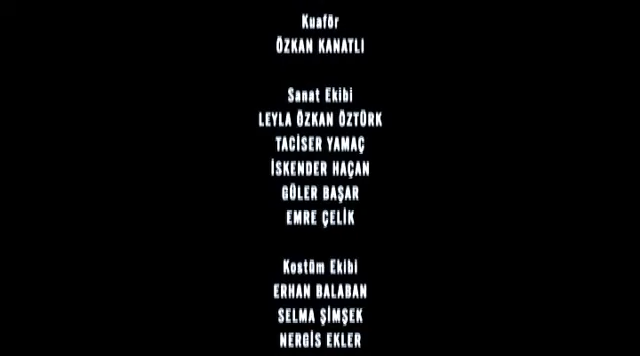 Kuaför
ÖZKAN KANATLI
Sanat Ekibi
LEYLA ÖZKAN ÖZTÜRK
TACİSER YAMAÇ
İSKENDER HAÇAN
GÜLER BAŞAR
EMRE ÇELİK
Kostüm Ekibi
ERHAN BALABAN
SELMA ŞİMŞEK
NERGİS EKLER